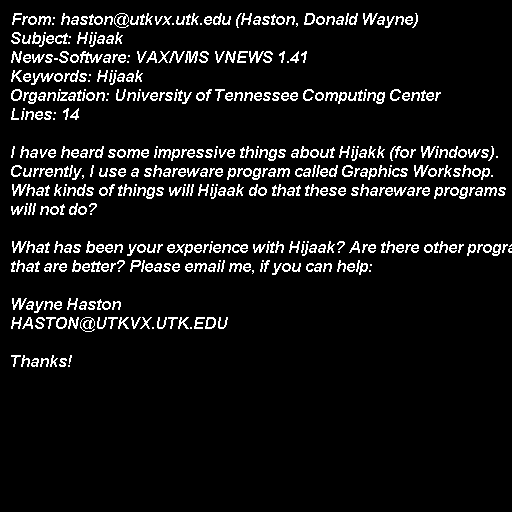 From: haston@utkvx.utk.edu (Haston, Donald Wayne)
Subject: Hijaak
News-Software: VAX/VMS VNEWS 1.41
Keywords: Hijaak
Organization: University of Tennessee Computing Center
Lines: 14
I have heard some impressive things about Hijakk (for Windows).
Currently, I use a shareware program called Graphics Workshop.
What kinds of things will Hijaak do that these shareware programs
will not do?
What has been your experience with Hijaak? Are there other progra
that are better? Please email me, if you can help:
Wayne Haston
HASTON@UTKVX.UTK.EDU
Thanks!